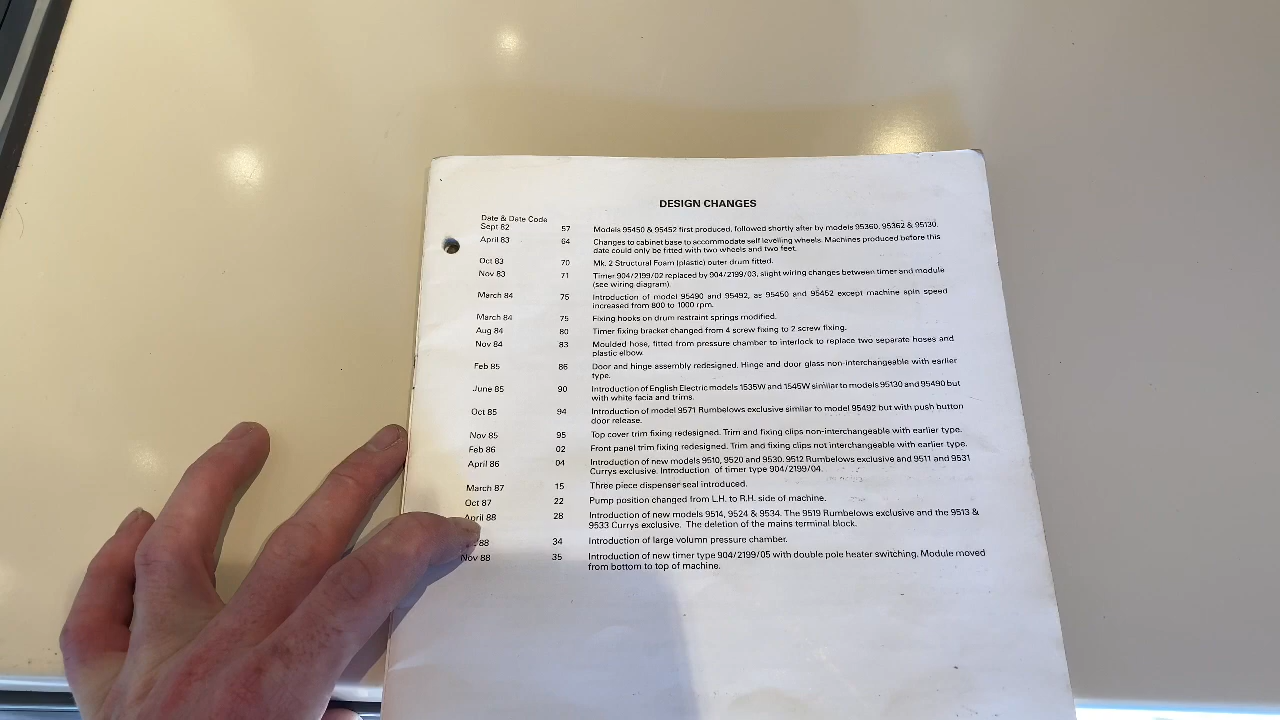 DESIGN CHANGES
Date & Date Code
Sept 82 57 Models 95450 & 95452 first produced, followed shortly after by models 95360, 95362 & 95130.
April 83 64 Changes to cabinet base to accommodate self levelling wheels. Machines produced before this
date could only be fitted with two wheels and two feet.
Oct 83 70 Mk. 2 Structural Foam (plastic) outer drum fitted.
Nov 83 71 Timer 904/2199/02 replaced by 904/2199/03, slight wiring changes between timer and module
(see wiring diagram)
March 84 75 Introduction of model 95490 and 95492, as 95450 and 95452 except machine spin speed
increased from 800 to 1000 rpm.
March 84 75 Fixing hooks on drum restraint springs modified.
Aug 84 80 Timer fixing bracket changed from 4 screw fixing to 2 screw fixing.
Nov 84 83 Moulded hose, fitted from pressure chamber to interlock to replace two separate hoses and
plastic elbow.
Feb 85 86 Door and hinge assembly redesigned. Hinge and door glass non-interchangeable with earlier
type.
June 85 90 Introduction of English Electric models 1535W and 1545W similar to models 95130 and 95490 but
with white facia and trims.
Oct 85 94 Introduction of model 9571 Rumbelows exclusive similar to model 95492 but with push button
door release.
Nov 85 95 Top cover trim fixing redesigned. Trim and fixing clips non-interchangeable with earlier type.
Feb 86 02 Front panel trim fixing redesigned. Trim and fixing clips not interchangeable with earlier type.
April 86 04 Introduction of new models 9510, 9520 and 9530. 9512 Rumbelows exclusive and 9511 and 9531
Currys exclusive. Introduction of timer type 904/2199/04.
March 87 15 Three piece dispenser seal introduced.
Oct 87 22 Pump position changed from L.H. to R.H. side of machine.
April 88 28 Introduction of new models 9514, 9524 & 9534. The 9519 Rumbelows exclusive and the 9513 &
9533 Currys exclusive. The deletion of the mains terminal block.
88 34 Introduction of large volumn pressure chamber.
Nov 88 35 Introduction of new timer type 904/2199/05 with double pole heater switching. Module moved
from bottom to top of machine.